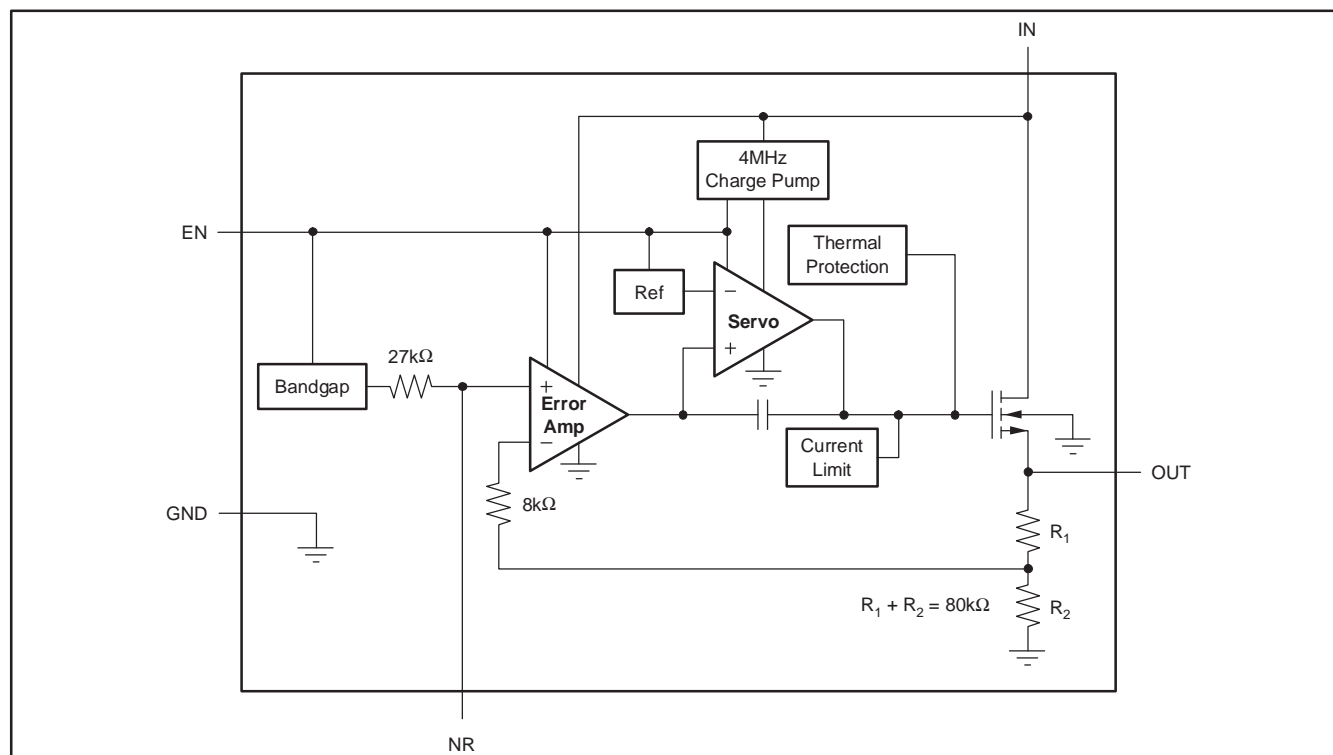 IN
4MHz
Charge Pump
EN
Thermal
Protection
Ref
−
Servo
+
27kΩ
Bandgap
+
Error
Amp
−
Current
Limit
OUT
8kΩ
GND
R1
R1 + R2 = 80kΩ
R2
NR